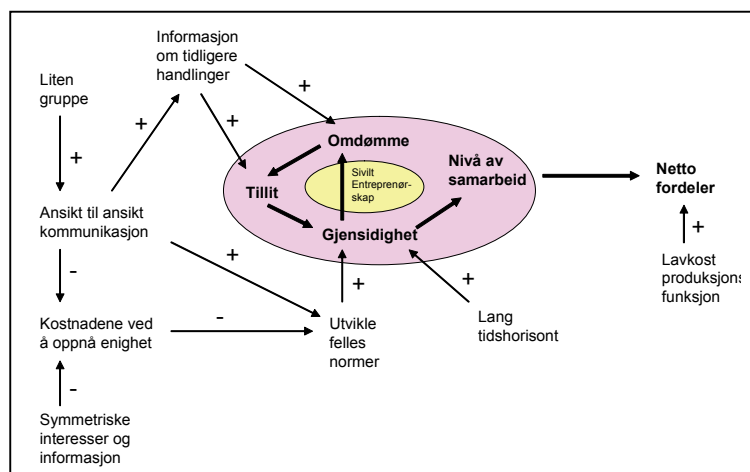 Informasjon
om tidligere
handlinger
Liten
gruppe
+
+
+
+
Omdømme
Sivilt
Entreprenør-
skap
Tillit
Nivå av
samarbeid
Netto
fordeler
Gjensidighet
Ansikt til ansikt
kommunikasjon
-
+
+
+
+
Lavkost
produksjons
funksjon
Kostnadene ved
å oppnå enighet
-
Utvikle
felles
normer
Lang
tidshorisont
-
Symmetriske
interesser og
informasjon